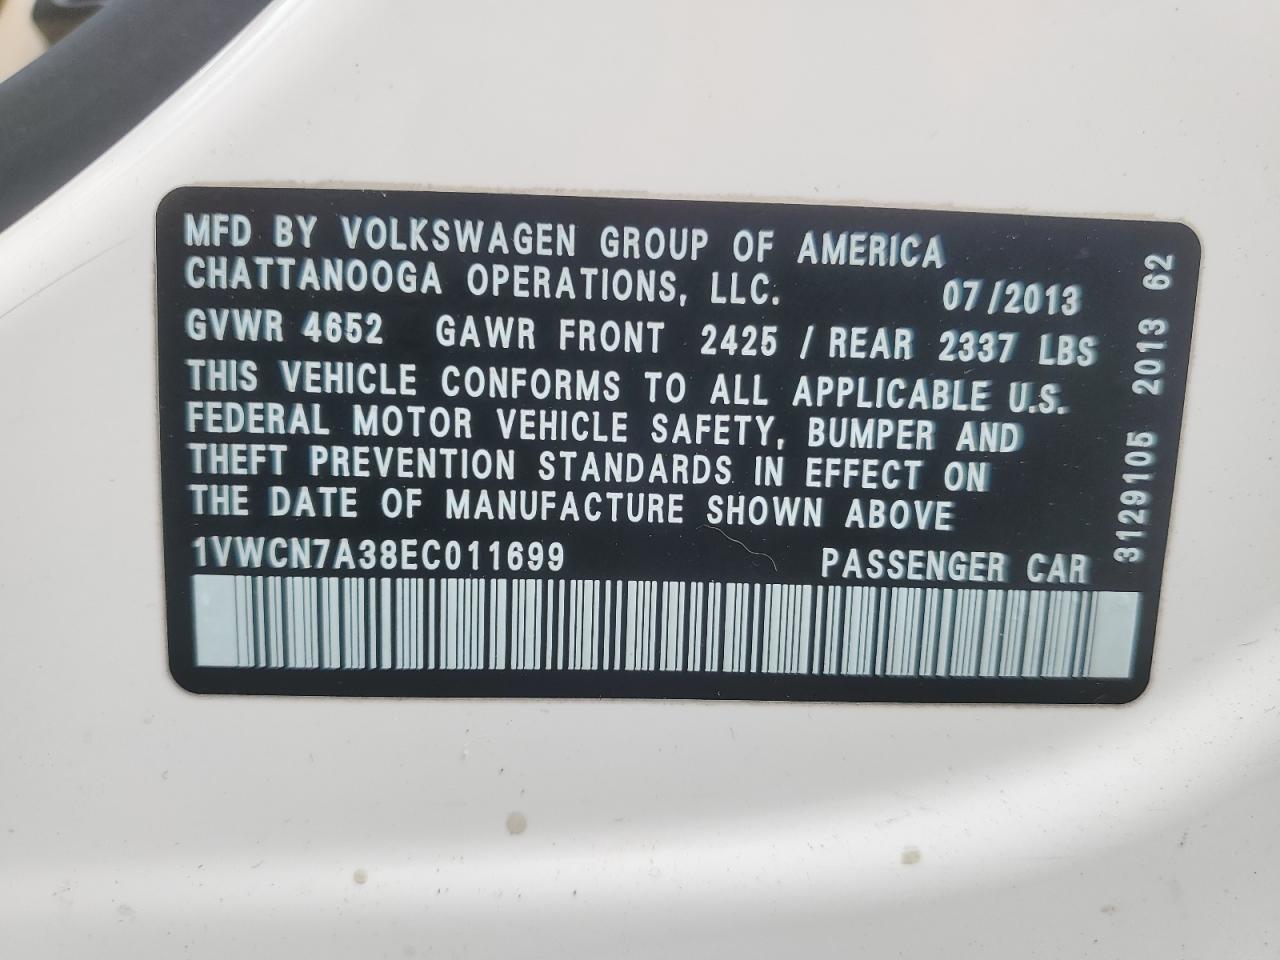 MFD BY VOLKSWAGEN GROUP OF AMERICA
CHATTANOOGA OPERATIONS, LLC. 07/2013
GVWR 4652 GAWR FRONT 2425 / REAR 2337 LBS
THIS VEHICLE CONFORMS TO ALL APPLICABLE U.S.
FEDERAL MOTOR VEHICLE SAFETY, BUMPER AND
THEFT PREVENTION STANDARDS IN EFFECT ON
THE DATE OF MANUFACTURE SHOWN ABOVE
1VWCN7A38EC011699 PASSENGER CAR
3129105 2013 62